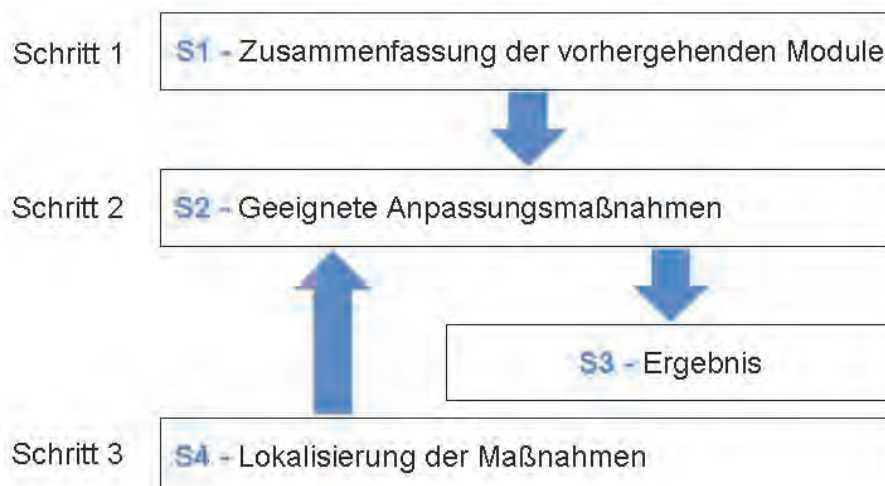 Schritt 1
S1 - Zusammenfassung der vorhergehenden Module
Schritt 2
S2 - Geeignete Anpassungsmaßnahmen
S3 - Ergebnis
Schritt 3
S4 - Lokalisierung der Maßnahmen